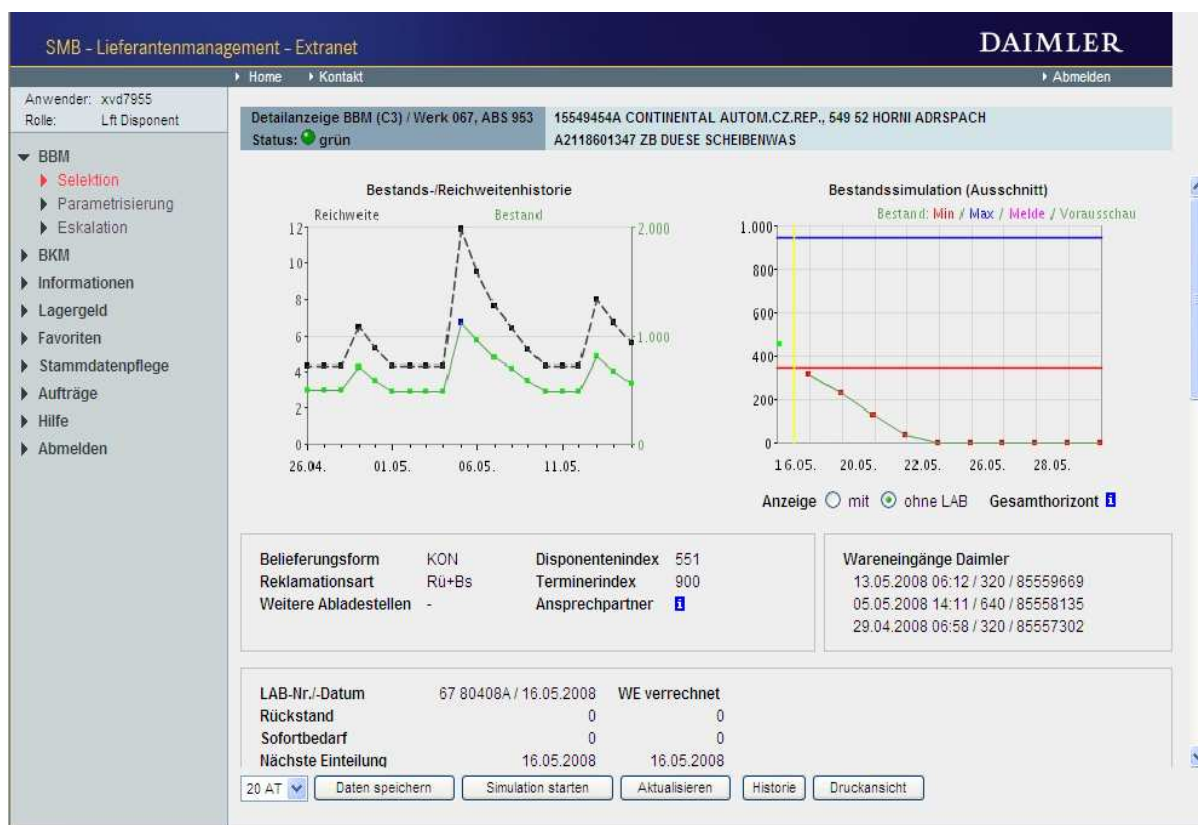 SMB - Lieferantenmanagement - Extranet
DAIMLER
Home Kontakt Abmelden
Anwender: xvd7955
Rolle: Lft Disponent
BBM
Selektion
Parametrisierung
Eskalation
BKM
Informationen
Lagergeld
Favoriten
Stammdatenpflege
Aufträge
Hilfe
Abmelden
Detailanzeige BBM (C3) / Werk 067, ABS 953
Status: grün
15549454A CONTINENTAL AUTOM.CZ.REP., 549 52 HORNI ADRSPACH
A2118601347 ZB DUESE SCHEIBENWAS
Bestands-/Reichweitenhistorie
Reichweite Bestand
12 2.000
10
8
6 1.000
4
2
0 0
26.04. 01.05. 06.05. 11.05.
Bestandssimulation (Ausschnitt)
Bestand: Min / Max / Melde / Vorausschau
1.000
800
600
400
200
0
16.05. 20.05. 22.05. 26.05. 28.05.
Anzeige mit ohne LAB Gesamthorizont i
Belieferungsform KON Disponentenindex 551
Reklamationsart Rü+Bs Terminerindex 900
Weitere Abladestellen - Ansprechpartner i
Wareneingänge Daimler
13.05.2008 06:12 / 320 / 85559669
05.05.2008 14:11 / 640 / 85558135
29.04.2008 06:58 / 320 / 85557302
LAB-Nr./-Datum 67 80408A / 16.05.2008 WE verrechnet
Rückstand 0 0
Sofortbedarf 0 0
Nächste Einteilung 16.05.2008 16.05.2008
20 AT Daten speichern Simulation starten Aktualisieren Historie Druckansicht